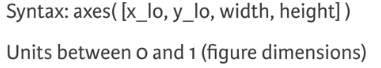 Syntax: axes( [x_lo, y_lo, width, height] )
Units between 0 and 1 (figure dimensions)